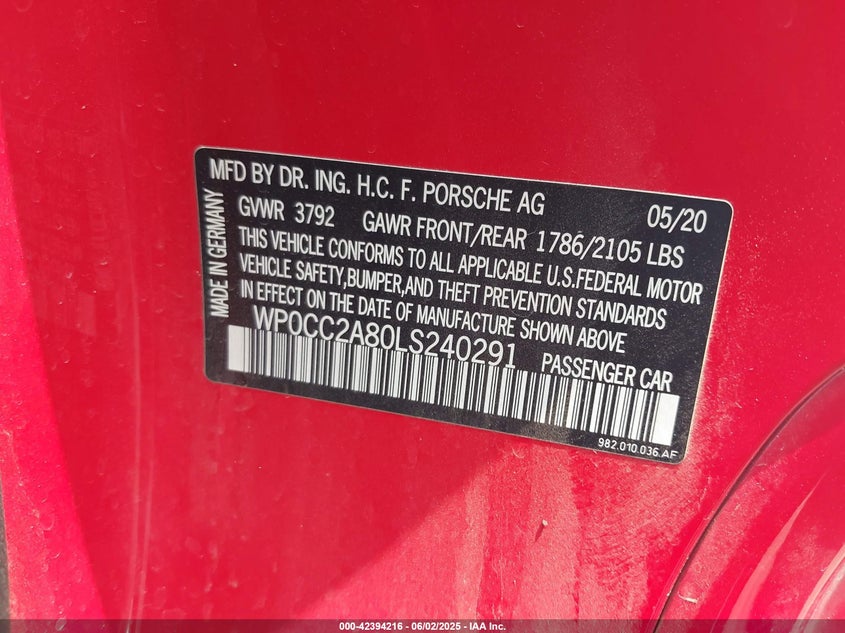 MFD BY DR. ING. H.C. F. PORSCHE AG 05/20
GVWR 3792 GAWR FRONT/REAR 1786/2105 LBS
THIS VEHICLE CONFORMS TO ALL APPLICABLE U.S.FEDERAL MOTOR
VEHICLE SAFETY,BUMPER,AND THEFT PREVENTION STANDARDS
IN EFFECT ON THE DATE OF MANUFACTURE SHOWN ABOVE
WP0CC2A80LS240291 PASSENGER CAR
982.010.036.AF
MADE IN GERMANY
000-42394216 - 06/02/2025 - IAA Inc.